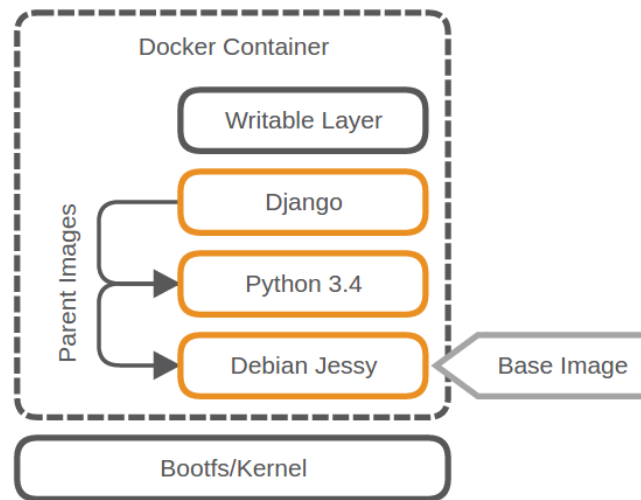 Docker Container
Writable Layer
Django
Parent Images
Python 3.4
Debian Jessy
Base Image
Bootfs/Kernel